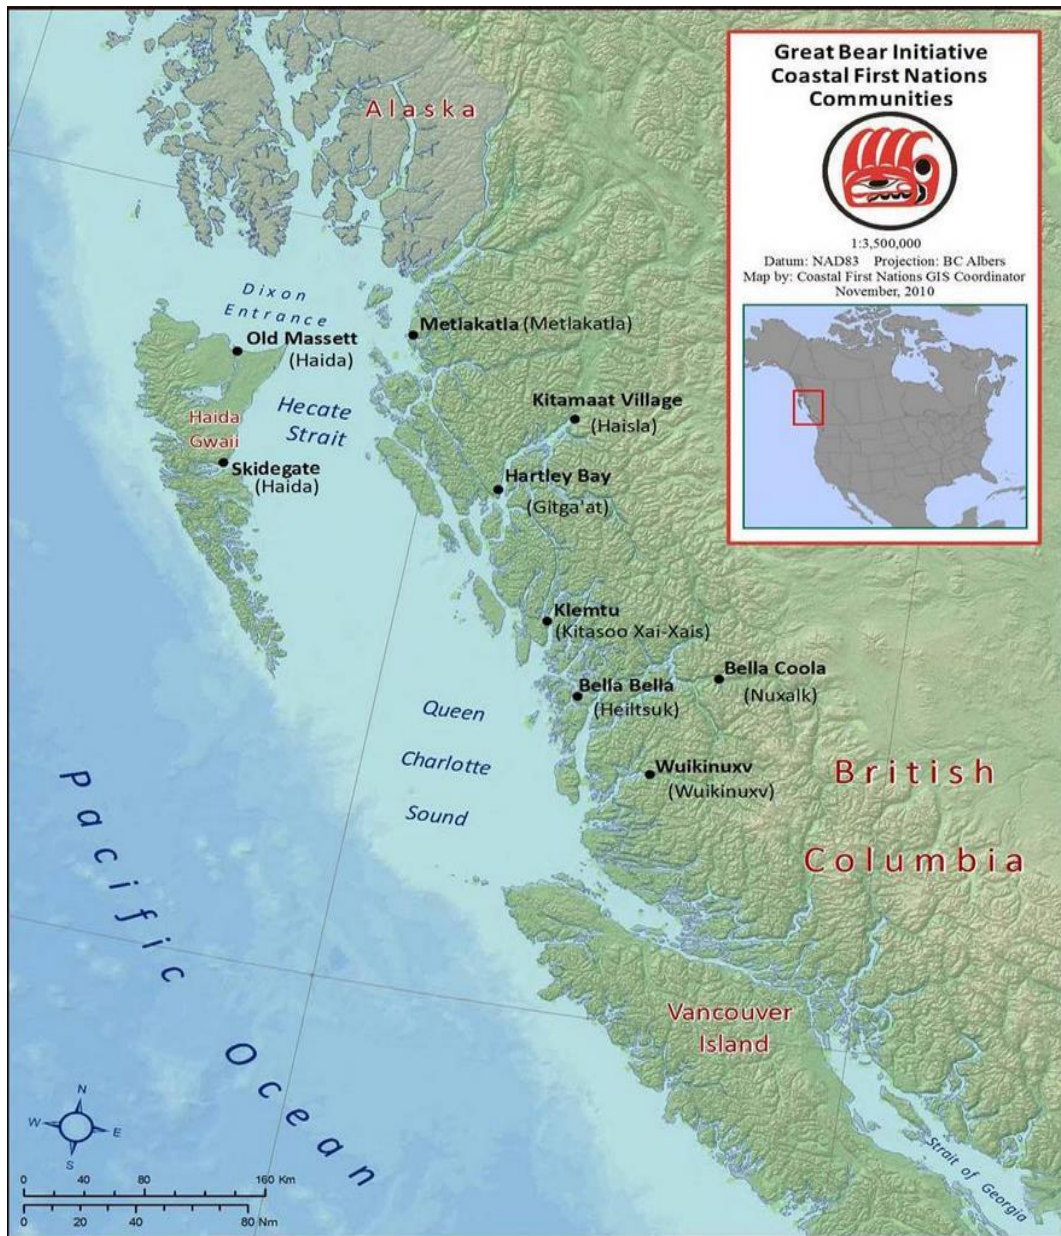 Great Bear Initiative
Coastal First Nations
Communities
1:3,500,000
Datum: NAD83 Projection: BC Albers
Map by: Coastal First Nations GIS Coordinator
November, 2010
Alaska
Dixon
Entrance
Old Massett
(Haida)
Metlakatla (Metlakatla)
Hecate
Strait
Haida
Gwaii
Skidegate
(Haida)
Kitamaat Village
(Haisla)
Hartley Bay
(Gitga'at)
Klemtu
(Kitasoo Xai-Xais)
Bella Bella
(Heiltsuk)
Bella Coola
(Nuxalk)
Wuikinuxv
(Wuikinuxv)
Queen
Charlotte
Sound
British
Columbia
Pacific
Ocean
Vancouver
Island
Strait of Georgia
N
W E
S
0 40 80 160 Km
0 20 40 80 Nm